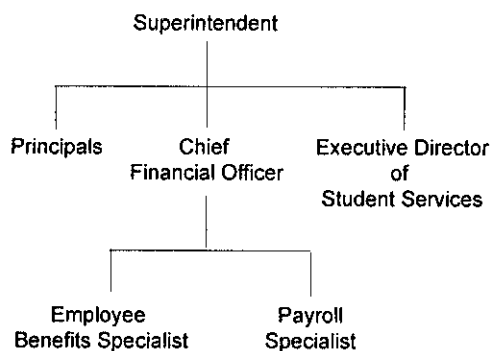 Superintendent
Principals
Chief
Financial Officer
Executive Director
of
Student Services
Employee
Benefits Specialist
Payroll
Specialist